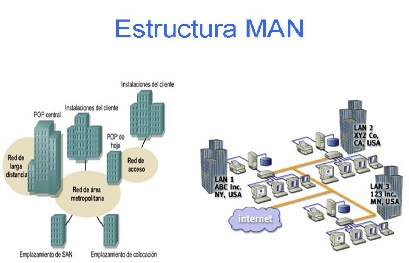 Estructura MAN
Instalaciones del cliente
POP central
Instalaciones del cliente
POP de
hoja
Red de
larga
distancia
Red de
acceso
Red de área
metropolitana
Emplazamiento de SAN
Emplazamiento de colocación
LAN 2
XYZ Co,
CA, USA
LAN 1
ABC Inc.
NY, USA
LAN 3
123 Inc.
MN, USA
internet